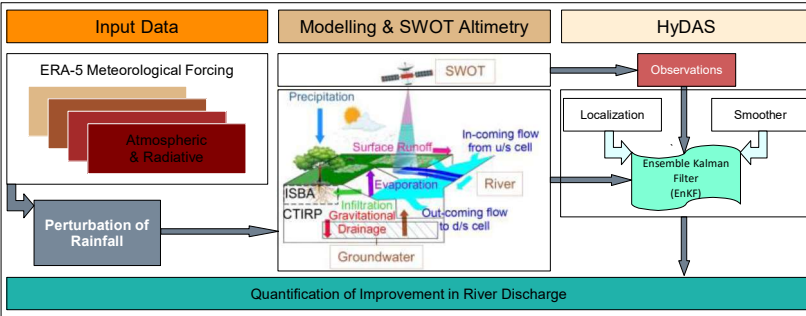 Input Data
Modelling & SWOT Altimetry
HyDAS
ERA-5 Meteorological Forcing
Atmospheric
& Radiative
Perturbation of
Rainfall
SWOT
Precipitation
Surface Runoff
In-coming flow
from u/s cell
River
Evaporation
ISBA
CTIRP
Infiltration
Gravitational
Drainage
Out-coming flow
to d/s cell
Groundwater
Observations
Localization
Smoother
Ensemble Kalman
Filter
(EnKF)
Quantification of Improvement in River Discharge